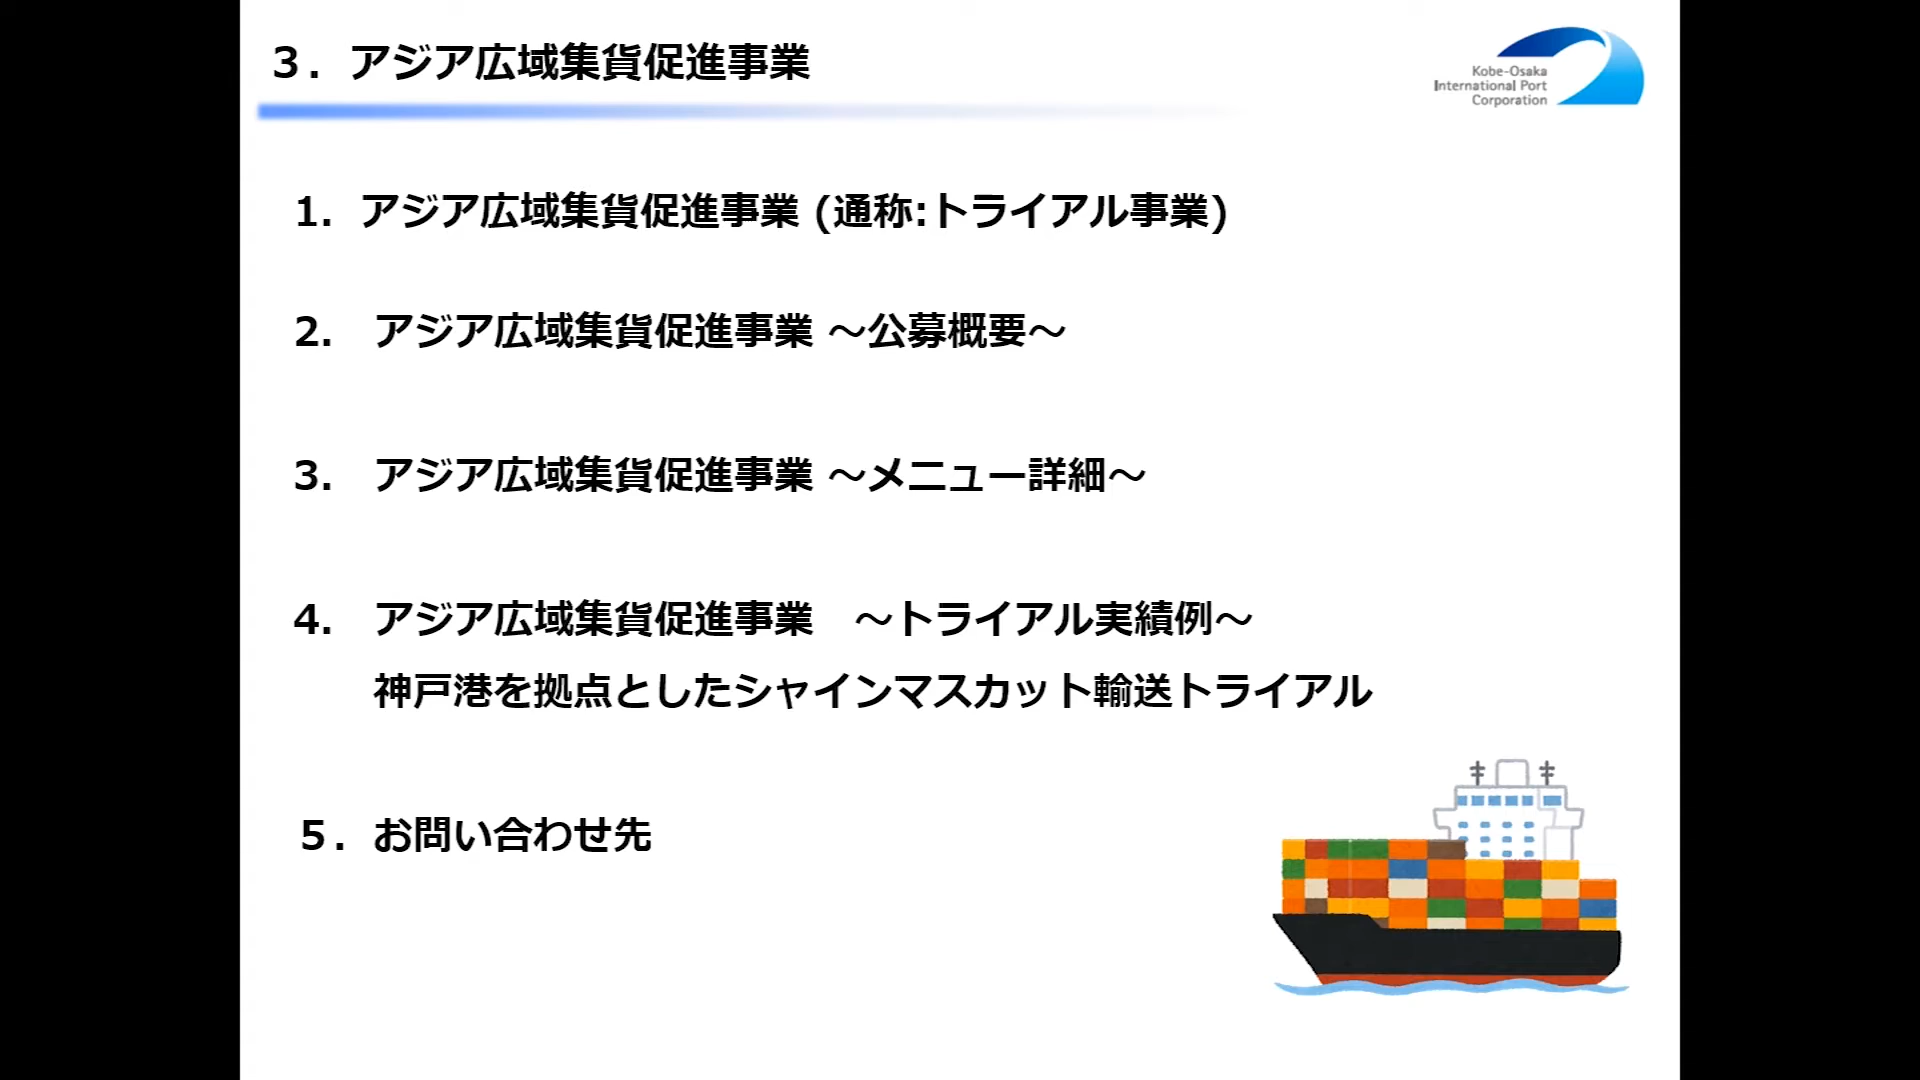 ３．アジア広域集貨促進事業
Kobe-Osaka
International Port
Corporation
1. アジア広域集貨促進事業 (通称:トライアル事業)
2. アジア広域集貨促進事業 ～公募概要～
3. アジア広域集貨促進事業 ～メニュー詳細～
4. アジア広域集貨促進事業　～トライアル実績例～
神戸港を拠点としたシャインマスカット輸送トライアル
５．お問い合わせ先